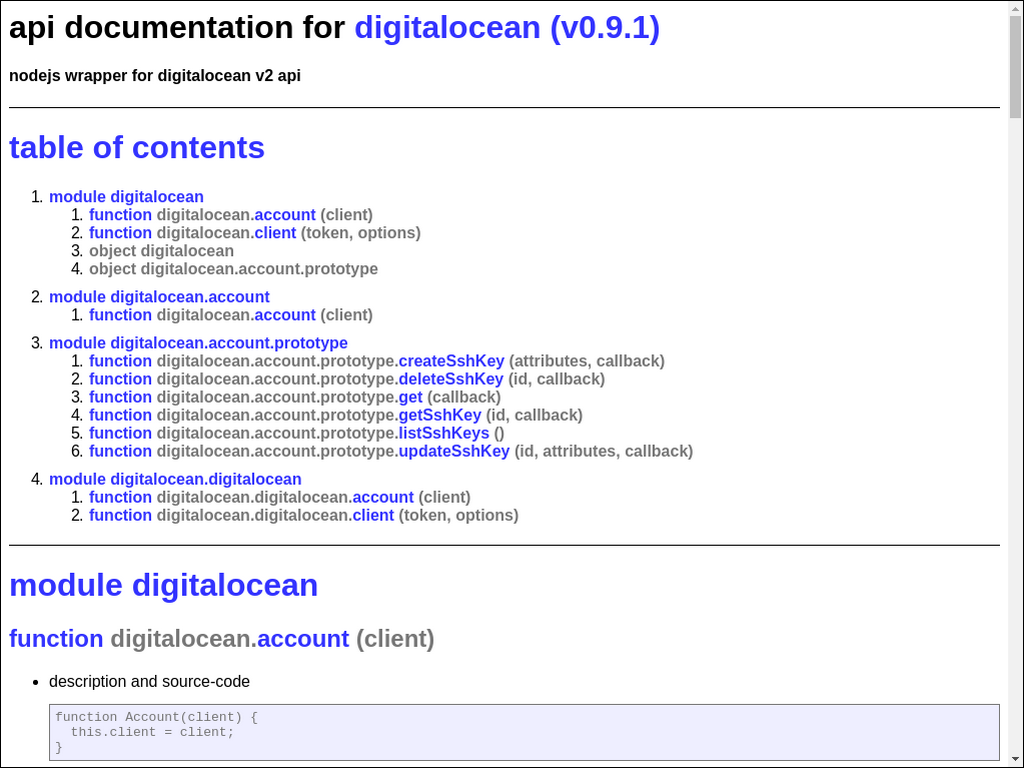 api documentation for digitalocean (v0.9.1)
nodejs wrapper for digitalocean v2 api
table of contents
1. module digitalocean
1. function digitalocean.account (client)
2. function digitalocean.client (token, options)
3. object digitalocean
4. object digitalocean.account.prototype
2. module digitalocean.account
1. function digitalocean.account (client)
3. module digitalocean.account.prototype
1. function digitalocean.account.prototype.createSshKey (attributes, callback)
2. function digitalocean.account.prototype.deleteSshKey (id, callback)
3. function digitalocean.account.prototype.get (callback)
4. function digitalocean.account.prototype.getSshKey (id, callback)
5. function digitalocean.account.prototype.listSshKeys ()
6. function digitalocean.account.prototype.updateSshKey (id, attributes, callback)
4. module digitalocean.digitalocean
1. function digitalocean.digitalocean.account (client)
2. function digitalocean.digitalocean.client (token, options)
module digitalocean
function digitalocean.account (client)
• description and source-code
function Account(client) {
  this.client = client;
}